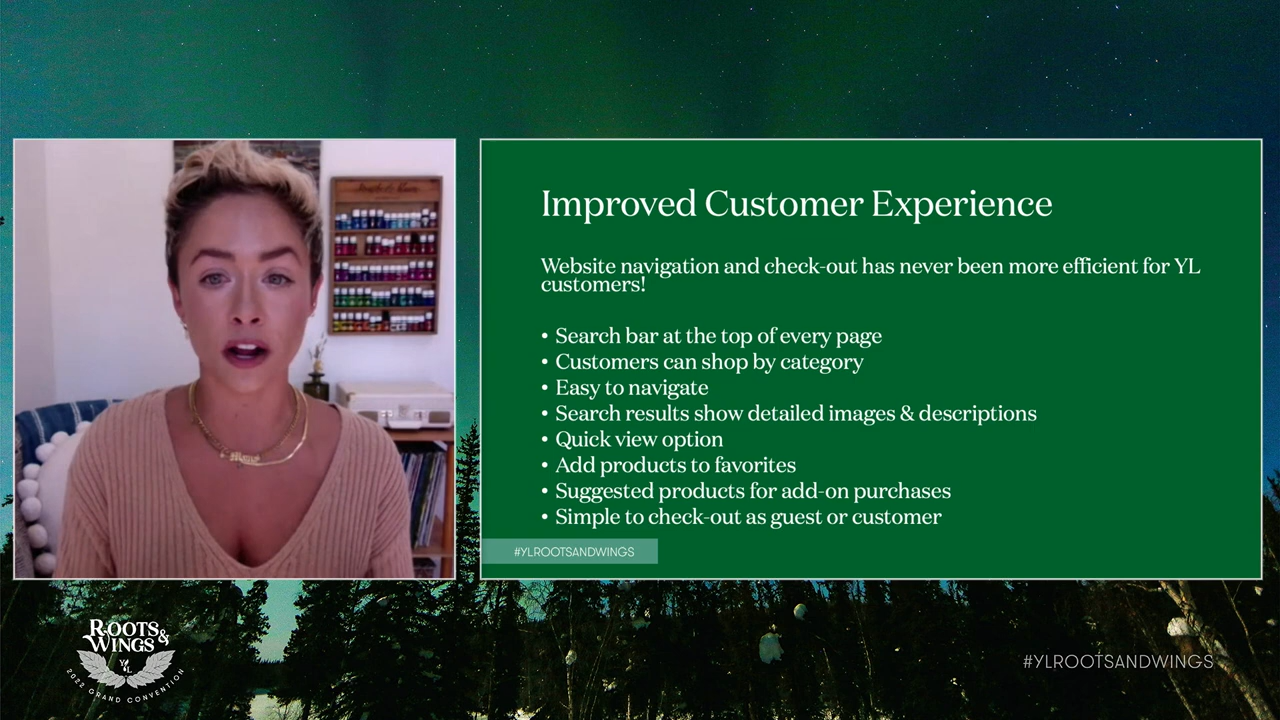 Improved Customer Experience
Website navigation and check-out has never been more efficient for YL
customers!
• Search bar at the top of every page
• Customers can shop by category
• Easy to navigate
• Search results show detailed images & descriptions
• Quick view option
• Add products to favorites
• Suggested products for add-on purchases
• Simple to check-out as guest or customer
#YLROOTSANDWINGS
ROOTS &
WINGS
YL
2022 GRAND CONVENTION
#YLROOTSANDWINGS